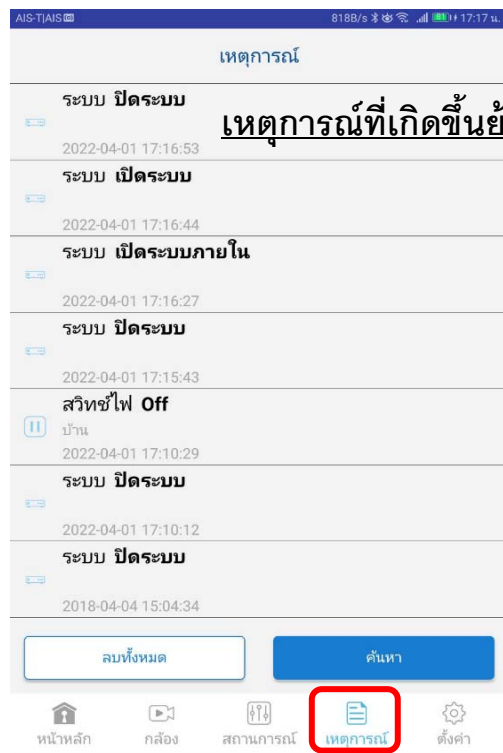 AIS-T|AIS 818B/s 17:17 น.
เหตุการณ์
ระบบ ปิดระบบ
เหตุการณ์ที่เกิดขึ้นย้
2022-04-01 17:16:53
ระบบ เปิดระบบ
2022-04-01 17:16:44
ระบบ เปิดระบบภายใน
2022-04-01 17:16:27
ระบบ ปิดระบบ
2022-04-01 17:15:43
สวิทช์ไฟ Off
บ้าน
2022-04-01 17:10:29
ระบบ ปิดระบบ
2022-04-01 17:10:12
ระบบ ปิดระบบ
2018-04-04 15:04:34
ลบทั้งหมด ค้นหา
หน้าหลัก กล้อง สถานการณ์ เหตุการณ์ ตั้งค่า